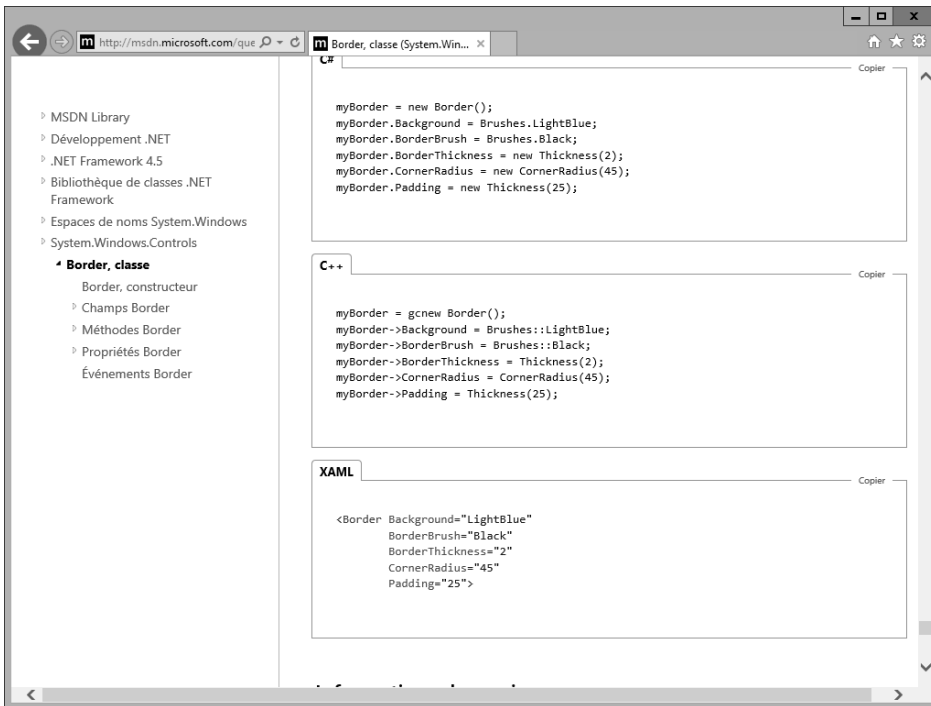 http://msdn.microsoft.com/que
Border, classe (System.Win...
MSDN Library
Développement .NET
.NET Framework 4.5
Bibliothèque de classes .NET
Framework
Espaces de noms System.Windows
System.Windows.Controls
Border, classe
Border, constructeur
Champs Border
Méthodes Border
Propriétés Border
Événements Border
C#
Copier
myBorder = new Border();
myBorder.Background = Brushes.LightBlue;
myBorder.BorderBrush = Brushes.Black;
myBorder.BorderThickness = new Thickness(2);
myBorder.CornerRadius = new CornerRadius(45);
myBorder.Padding = new Thickness(25);
C++
Copier
myBorder = gcnew Border();
myBorder->Background = Brushes::LightBlue;
myBorder->BorderBrush = Brushes::Black;
myBorder->BorderThickness = Thickness(2);
myBorder->CornerRadius = CornerRadius(45);
myBorder->Padding = Thickness(25);
XAML
Copier
<Border Background="LightBlue"
BorderBrush="Black"
BorderThickness="2"
CornerRadius="45"
Padding="25">